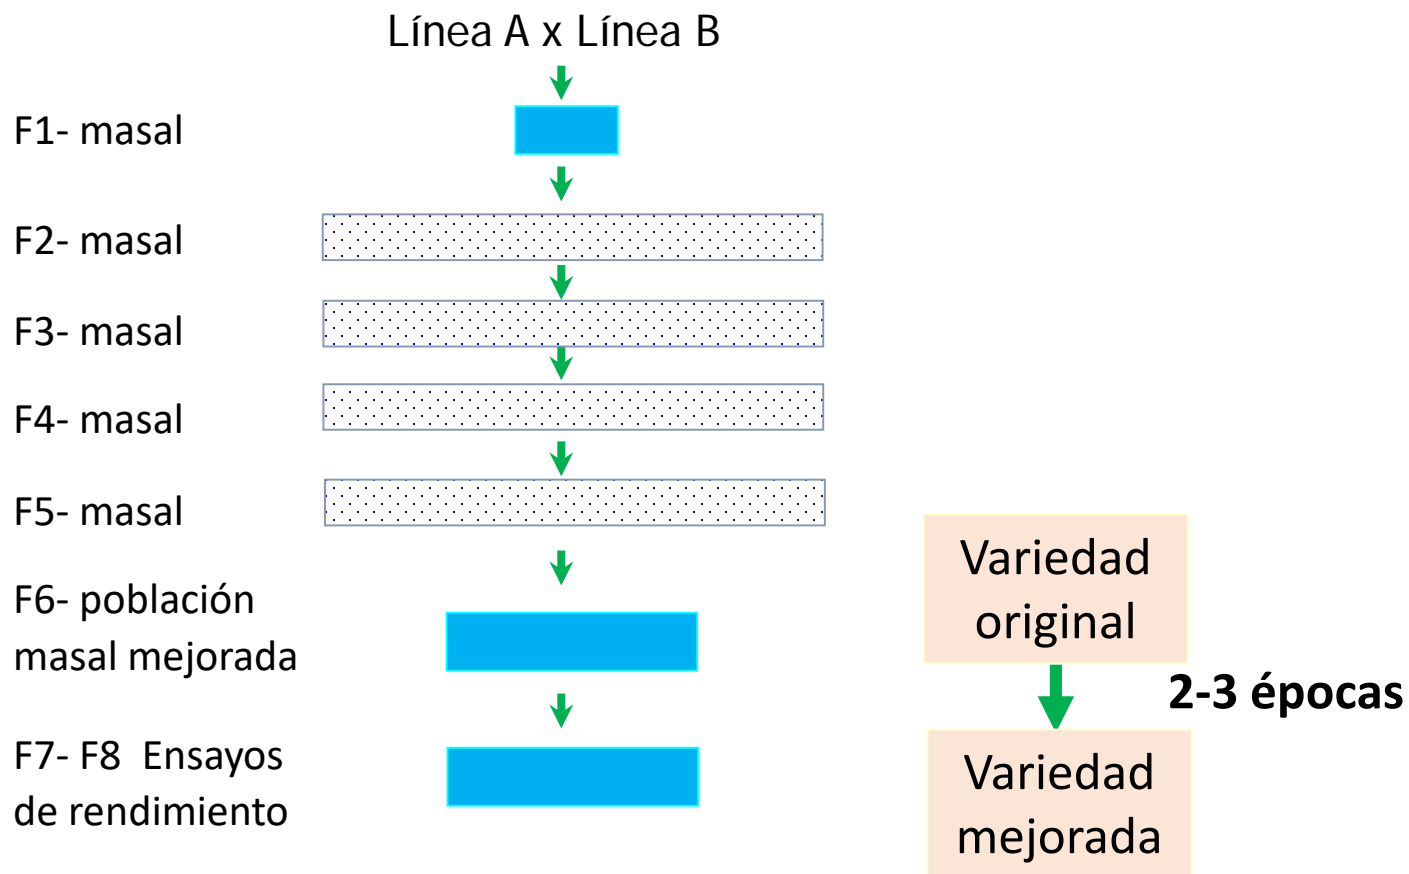 Línea A x Línea B
F1- masal
F2- masal
F3- masal
F4- masal
F5- masal
F6- población
masal mejorada
F7- F8 Ensayos
de rendimiento
Variedad
original
2-3 épocas
Variedad
mejorada